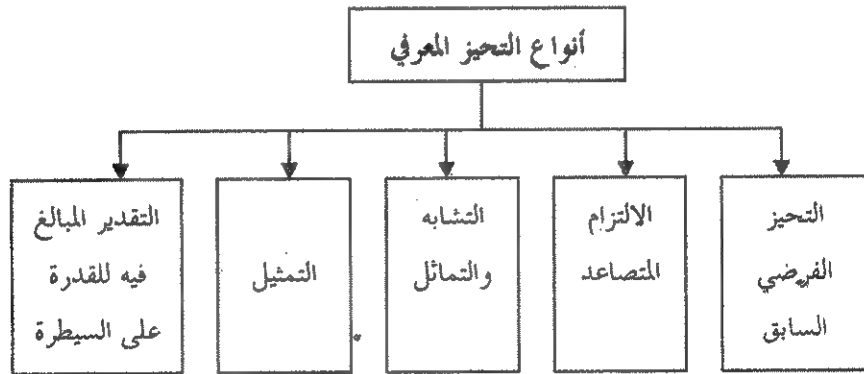 أنواع التحيز المعرفي
التحيز
الفرضي
السابق
الالتزام
المتصاعد
التشابه
والتماثل
التمثيل
التقدير المبالغ
فيه للقدرة
على السيطرة